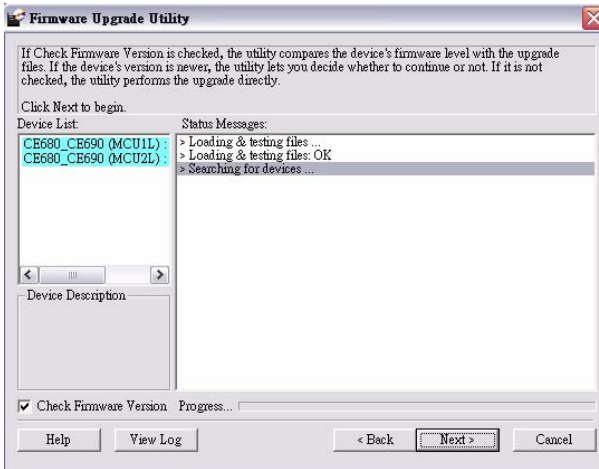 Firmware Upgrade Utility
If Check Firmware Version is checked, the utility compares the device's firmware level with the upgrade
files. If the device's version is newer, the utility lets you decide whether to continue or not. If it is not
checked, the utility performs the upgrade directly.
Click Next to begin.
Device List:
CE680_CE690 (MCU1L) :
CE680_CE690 (MCU2L) :
Status Messages:
> Loading & testing files ...
> Loading & testing files: OK
> Searching for devices ...
Device Description
Check Firmware Version
Progress...
Help
View Log
< Back
Next >
Cancel